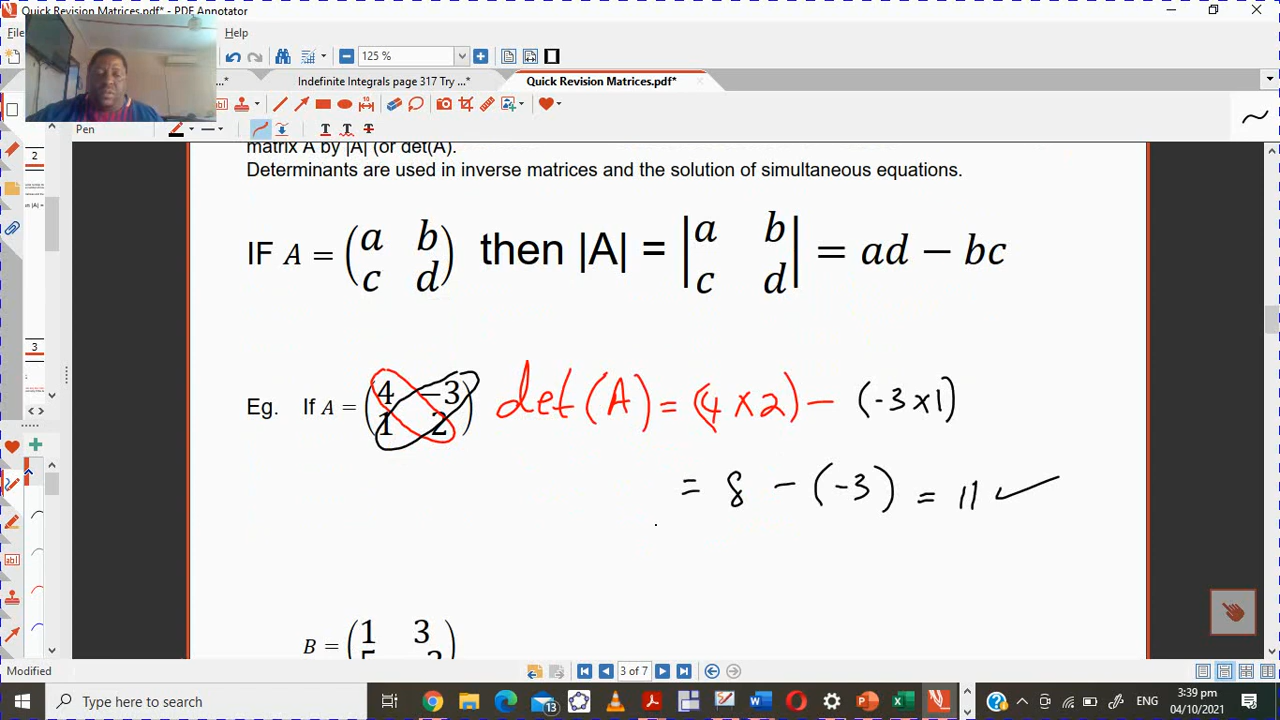 Quick Revision Matrices.pdf* - PDF Annotator
Help
125 %
Indefinite Integrals page 317 Try ...*
Quick Revision Matrices.pdf*
Pen
matrix A by |A| (or det(A).
Determinants are used in inverse matrices and the solution of simultaneous equations.
IF A = (a b
c d) then |A| = |a b
c d| = ad − bc
Eg. If A = (4 −3
1 2) det(A) = (4 × 2) − (-3×1)
= 8 - (-3) = 11 ✓
B = (1 3
2
3
3 of 7
Modified
Type here to search
13
ENG
3:39 pm
04/10/2021